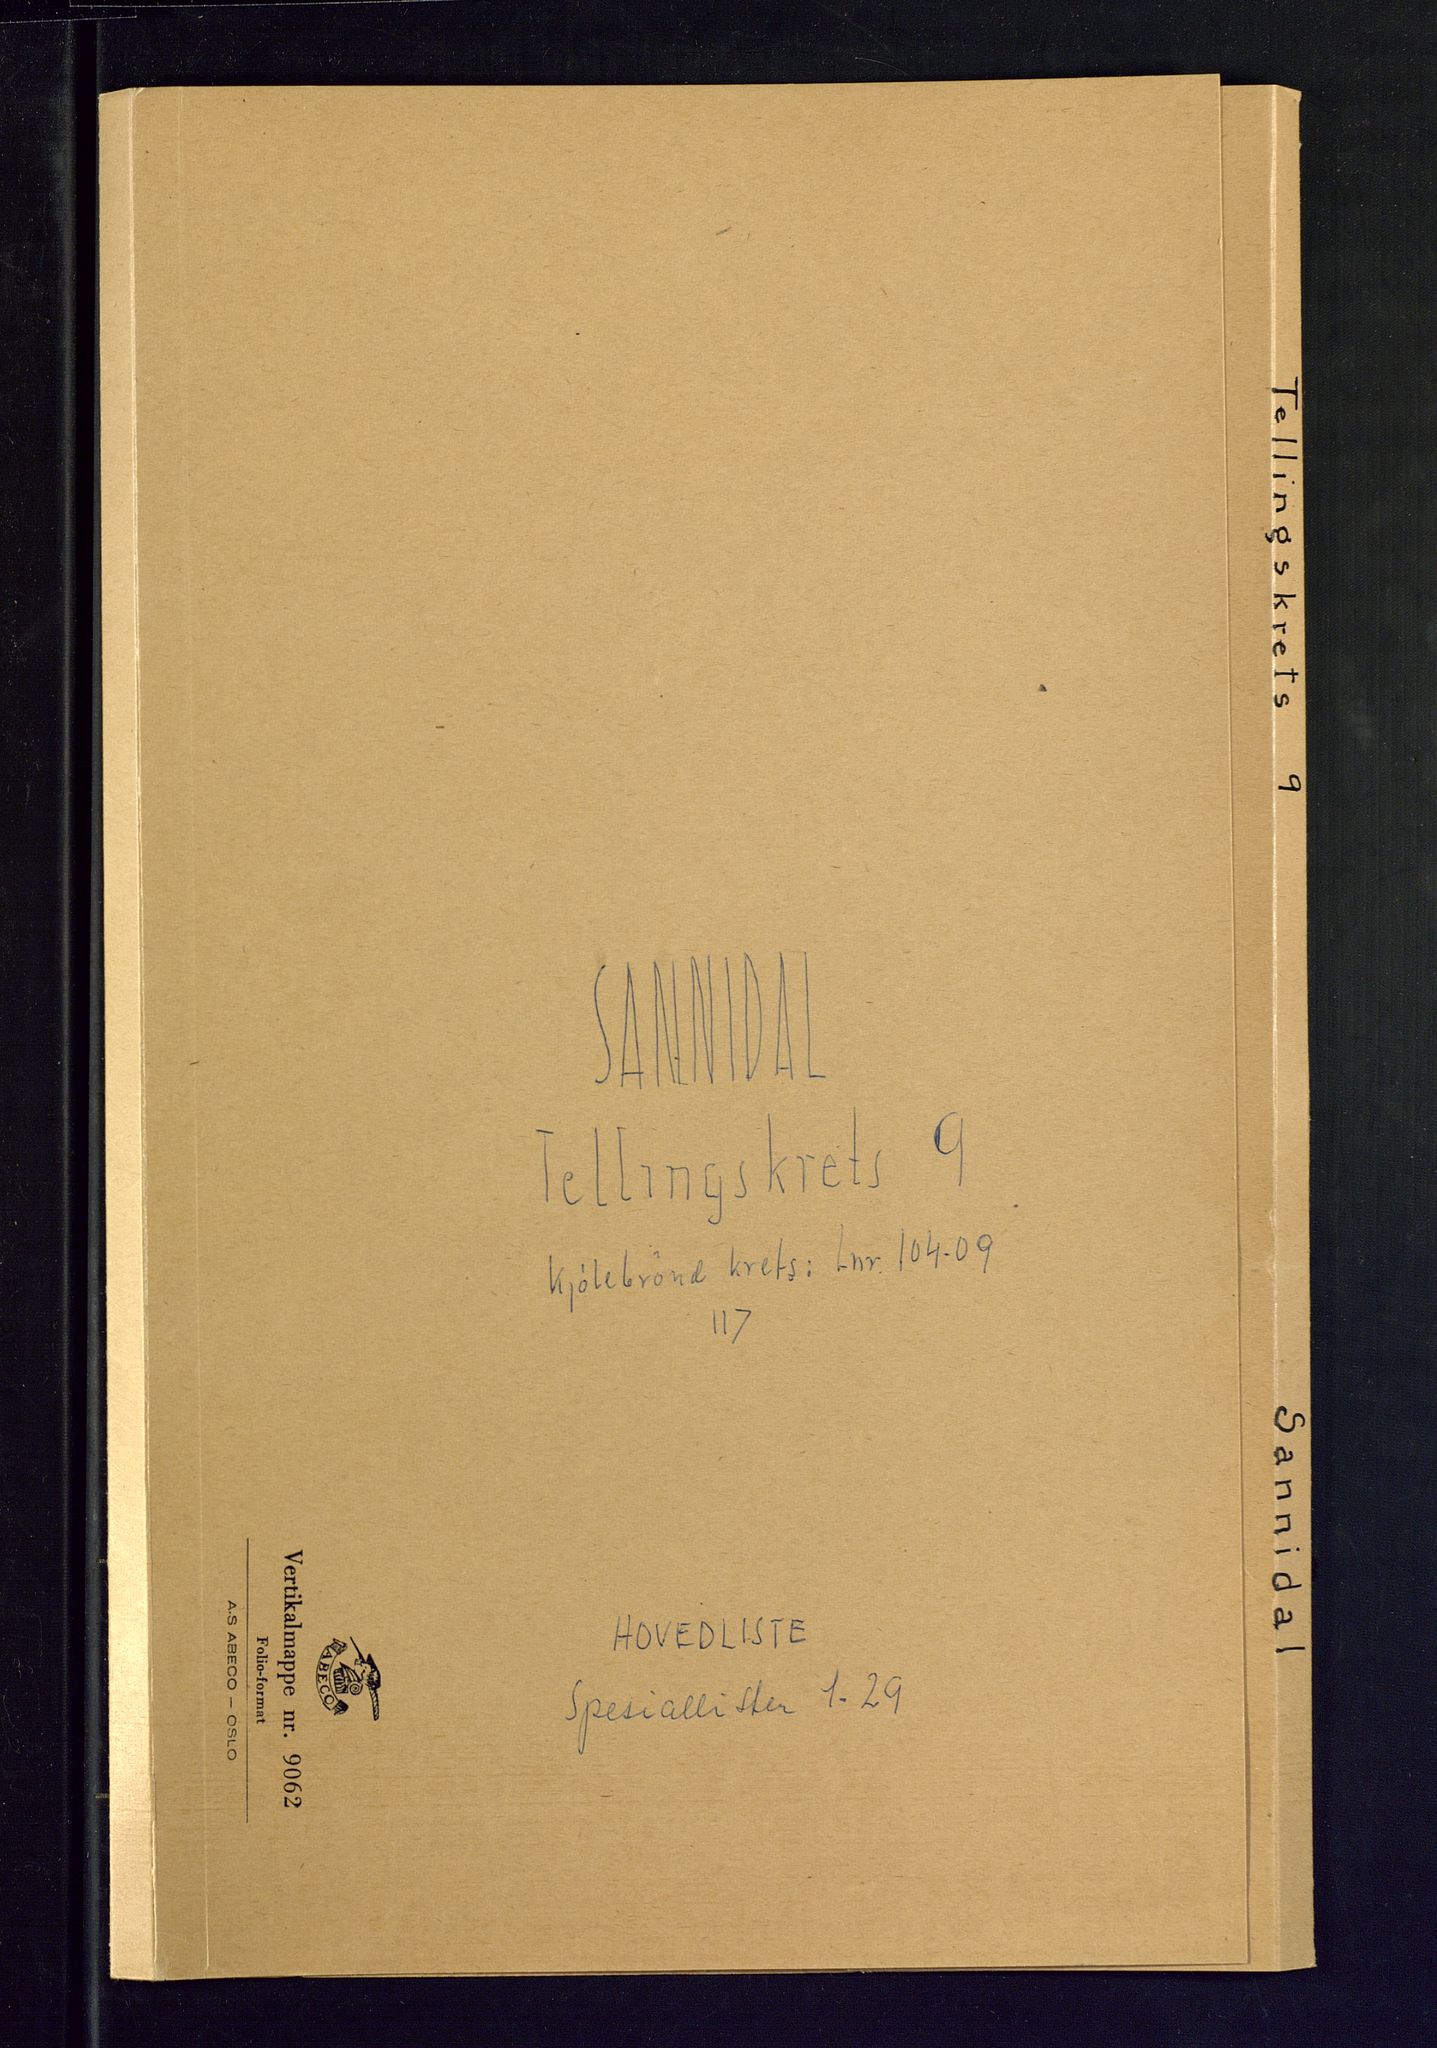 SANNIDAL
Tellingskrets 9
Kjölebrönd krets: Lnr. 104-09
117
HOVEDLISTE
Spesiallister 1-29
Tellingskrets 9
Sannidal
ABECO
Vertikalmappe nr. 9062
Folio-format
A.S ABECO – OSLO